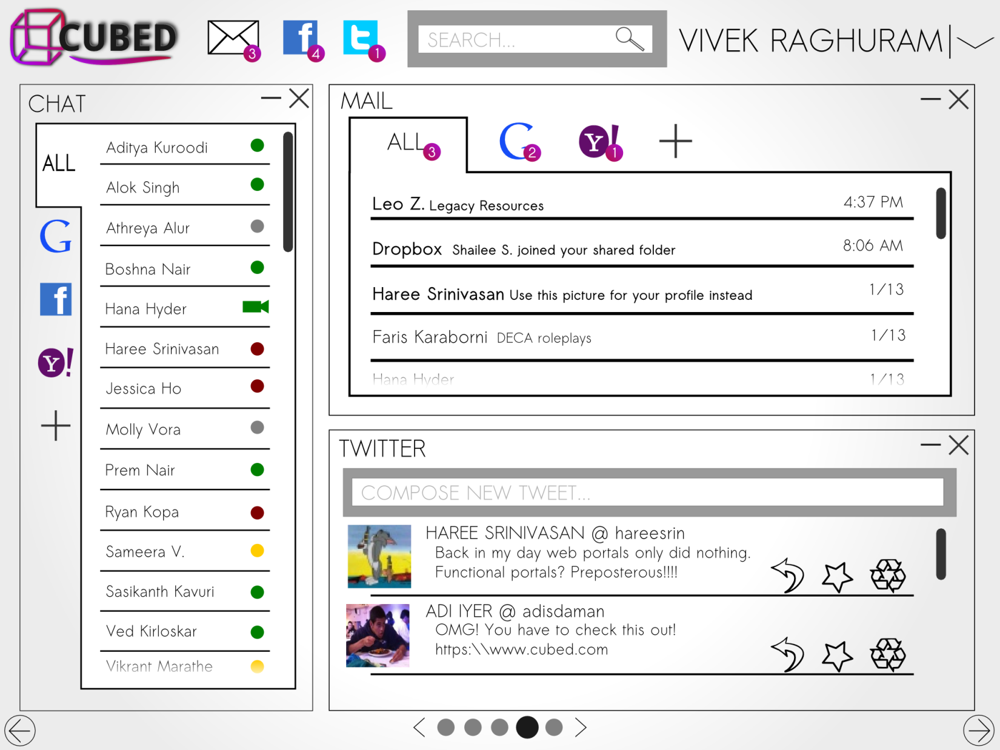 CUBED
3
f
4
t
1
SEARCH...
VIVEK RAGHURAM
CHAT
ALL
G
f
Y!
Aditya Kuroodi
Alok Singh
Athreya Alur
Boshna Nair
Hana Hyder
Haree Srinivasan
Jessica Ho
Molly Vora
Prem Nair
Ryan Kopa
Sameera V.
Sasikanth Kavuri
Ved Kirloskar
Vikrant Marathe
MAIL
ALL 3
G 2
Y! 1
Leo Z. Legacy Resources 4:37 PM
Dropbox Shailee S. joined your shared folder 8:06 AM
Haree Srinivasan Use this picture for your profile instead 1/13
Faris Karaborni DECA roleplays 1/13
Hana Hyder 1/13
TWITTER
COMPOSE NEW TWEET...
HAREE SRINIVASAN @ hareesrin
Back in my day web portals only did nothing.
Functional portals? Preposterous!!!!
ADI IYER @ adisdaman
OMG! You have to check this out!
https:\\www.cubed.com